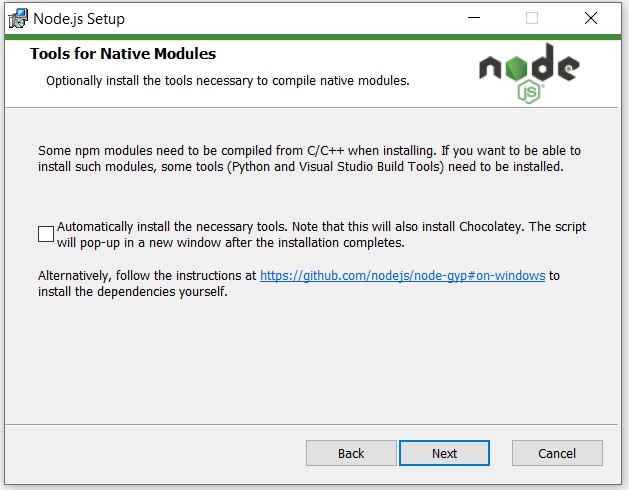 Node.js Setup
Tools for Native Modules
Optionally install the tools necessary to compile native modules.
node
JS
Some npm modules need to be compiled from C/C++ when installing. If you want to be able to
install such modules, some tools (Python and Visual Studio Build Tools) need to be installed.
Automatically install the necessary tools. Note that this will also install Chocolatey. The script
will pop-up in a new window after the installation completes.
Alternatively, follow the instructions at https://github.com/nodejs/node-gyp#on-windows to
install the dependencies yourself.
Back Next Cancel